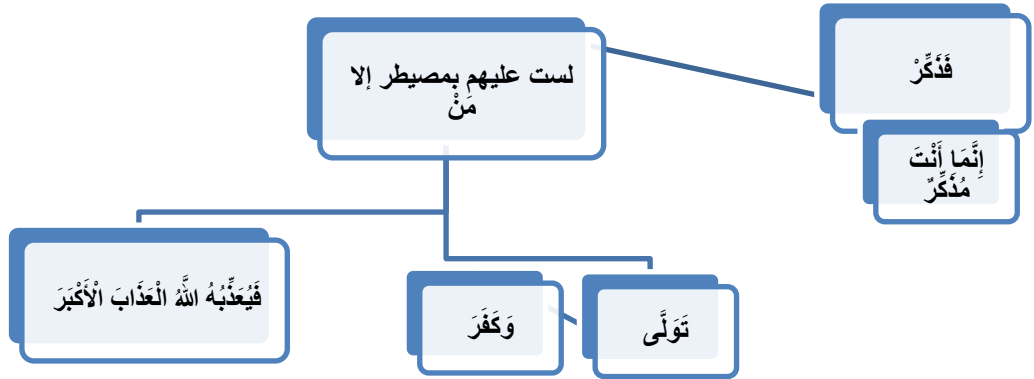 فَذَكِّرْ
إِنَّمَا أَنْتَ
مُذَكِّرٌ
لست عليهم بمصيطر إلا
مَنْ
تَوَلَّى
وَكَفَرَ
فَيُعَذِّبُهُ اللَّهُ الْعَذَابَ الْأَكْبَرَ